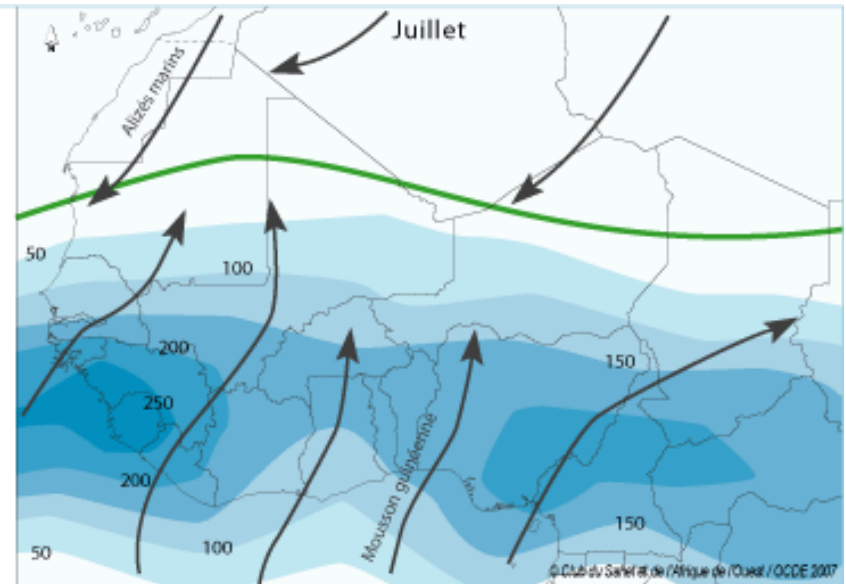 Juillet
Alizés marins
50
100
200
150
250
Mousson guinéenne
200
150
50
100
© Club du Sahel et de l'Afrique de l'Ouest / OCDE 2007